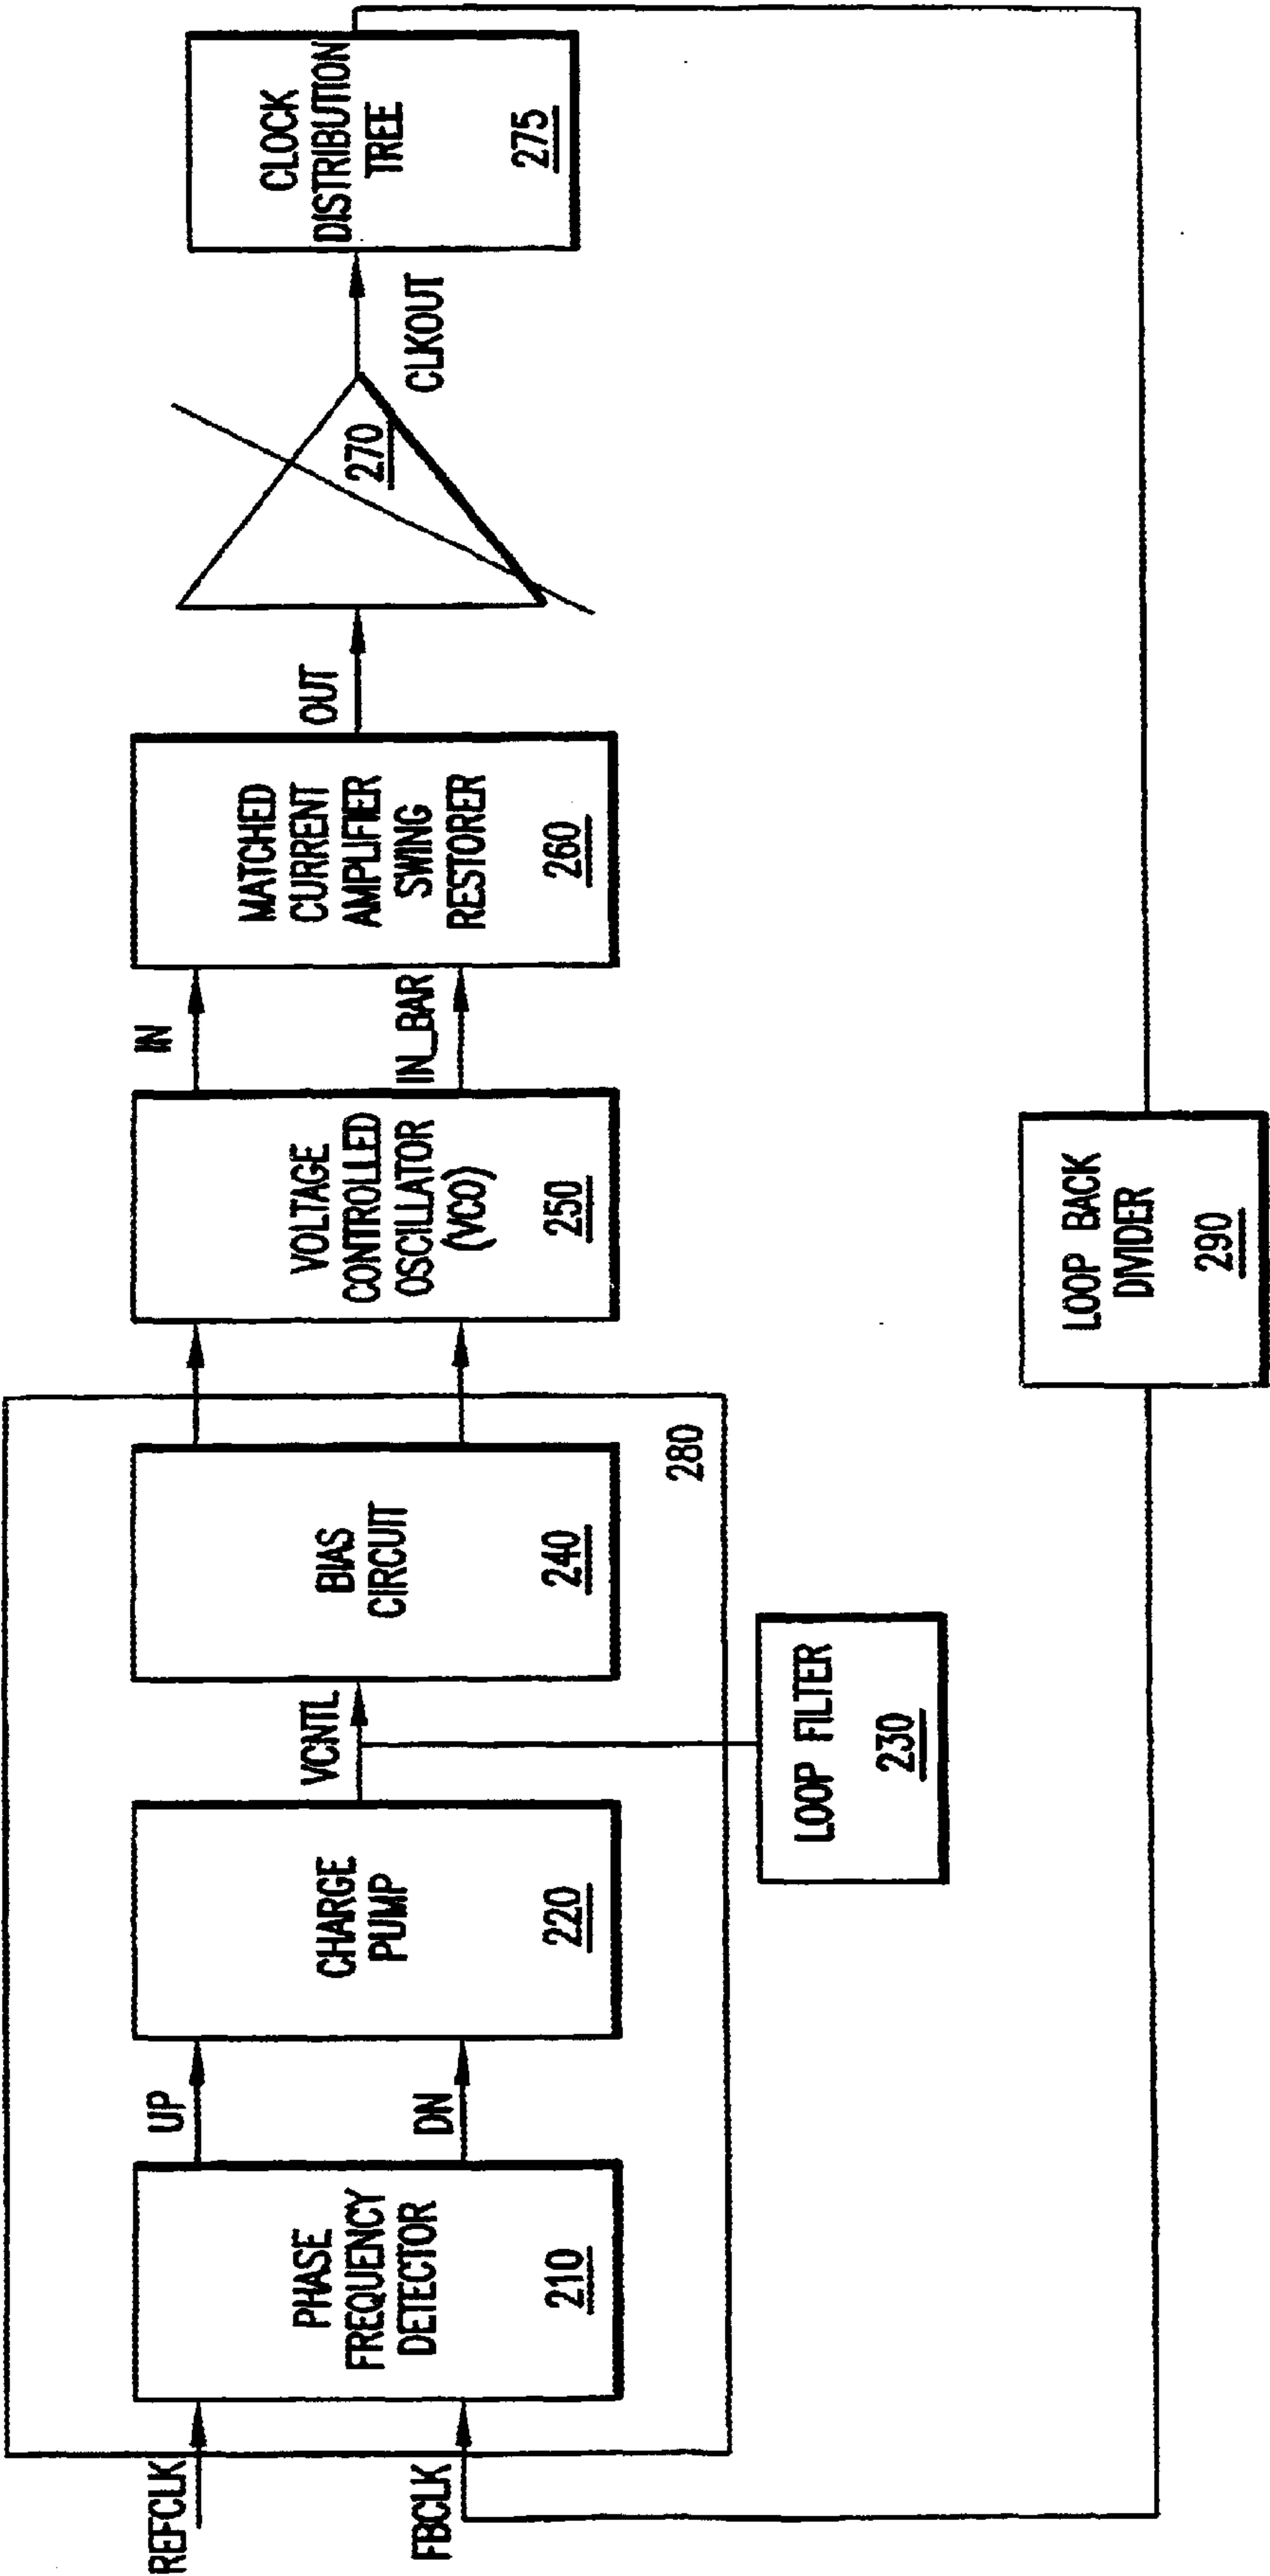 REFCLK
FBCLK
PHASE
FREQUENCY
DETECTOR
210
UP
DN
CHARGE
PUMP
220
VCNTL
LOOP FILTER
230
BIAS
CIRCUIT
240
280
VOLTAGE
CONTROLLED
OSCILLATOR
(VCO)
250
IN
IN_BAR
MATCHED
CURRENT
AMPLIFIER
SWING
RESTORER
260
OUT
270
CLKOUT
CLOCK
DISTRIBUTION
TREE
275
LOOP BACK
DIVIDER
290